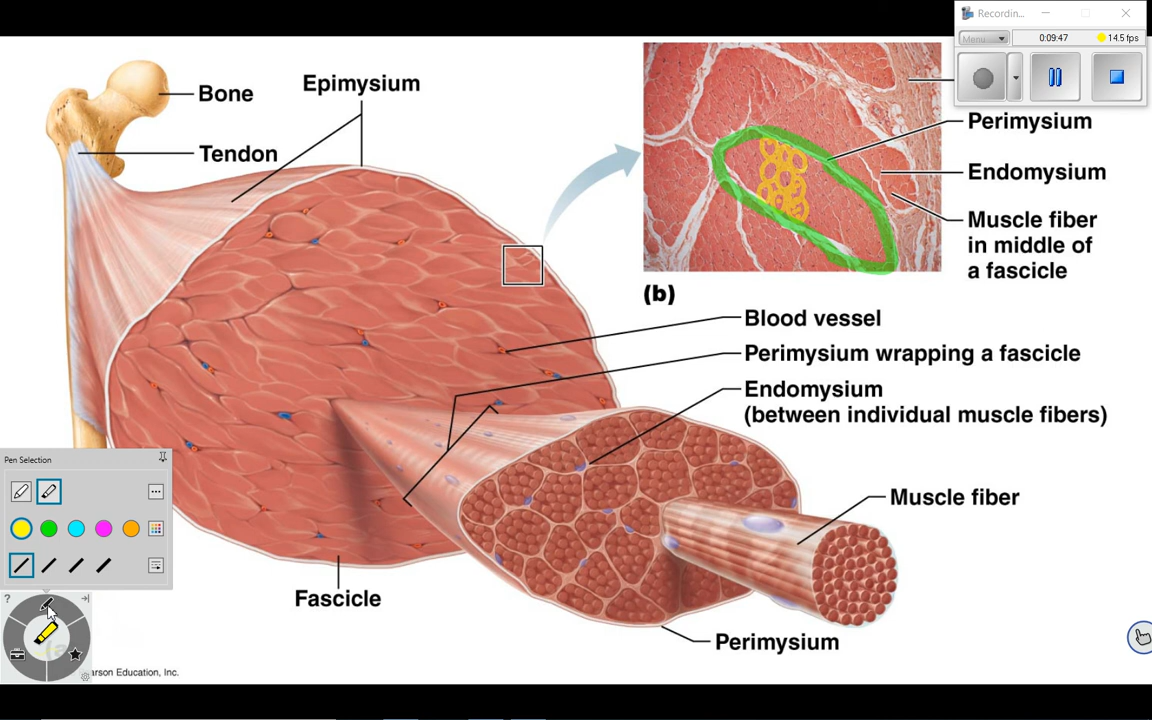 Recordin...
Menu
0:09:47
14.5 fps
Bone
Epimysium
Tendon
Perimysium
Endomysium
Muscle fiber
in middle of
a fascicle
(b)
Blood vessel
Perimysium wrapping a fascicle
Endomysium
(between individual muscle fibers)
Muscle fiber
Fascicle
Perimysium
Pen Selection
?
arson Education, Inc.